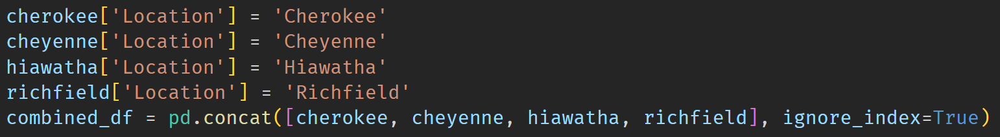 cherokee['Location'] = 'Cherokee'
cheyenne['Location'] = 'Cheyenne'
hiawatha['Location'] = 'Hiawatha'
richfield['Location'] = 'Richfield'
combined_df = pd.concat([cherokee, cheyenne, hiawatha, richfield], ignore_index=True)